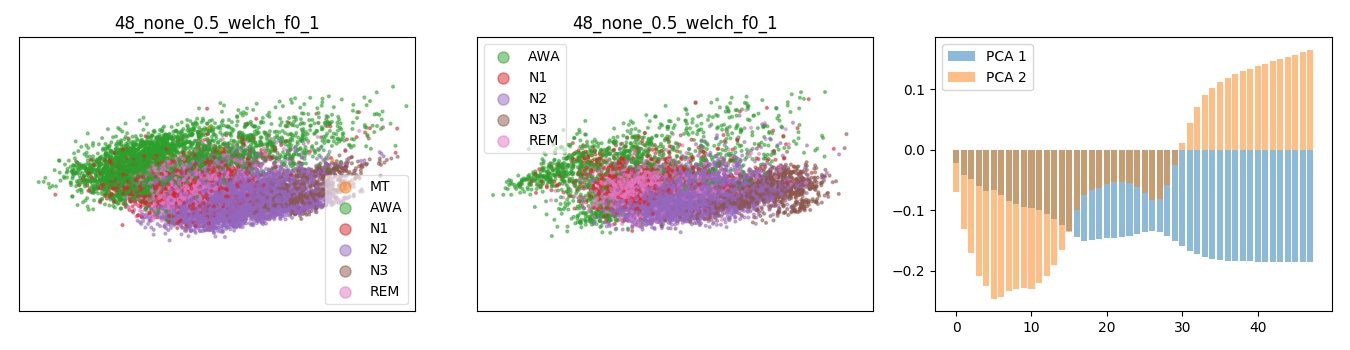 48_none_0.5_welch_f0_1
MT
AWA
N1
N2
N3
REM
48_none_0.5_welch_f0_1
AWA
N1
N2
N3
REM
PCA 1
PCA 2
0.1
0.0
−0.1
−0.2
0
10
20
30
40